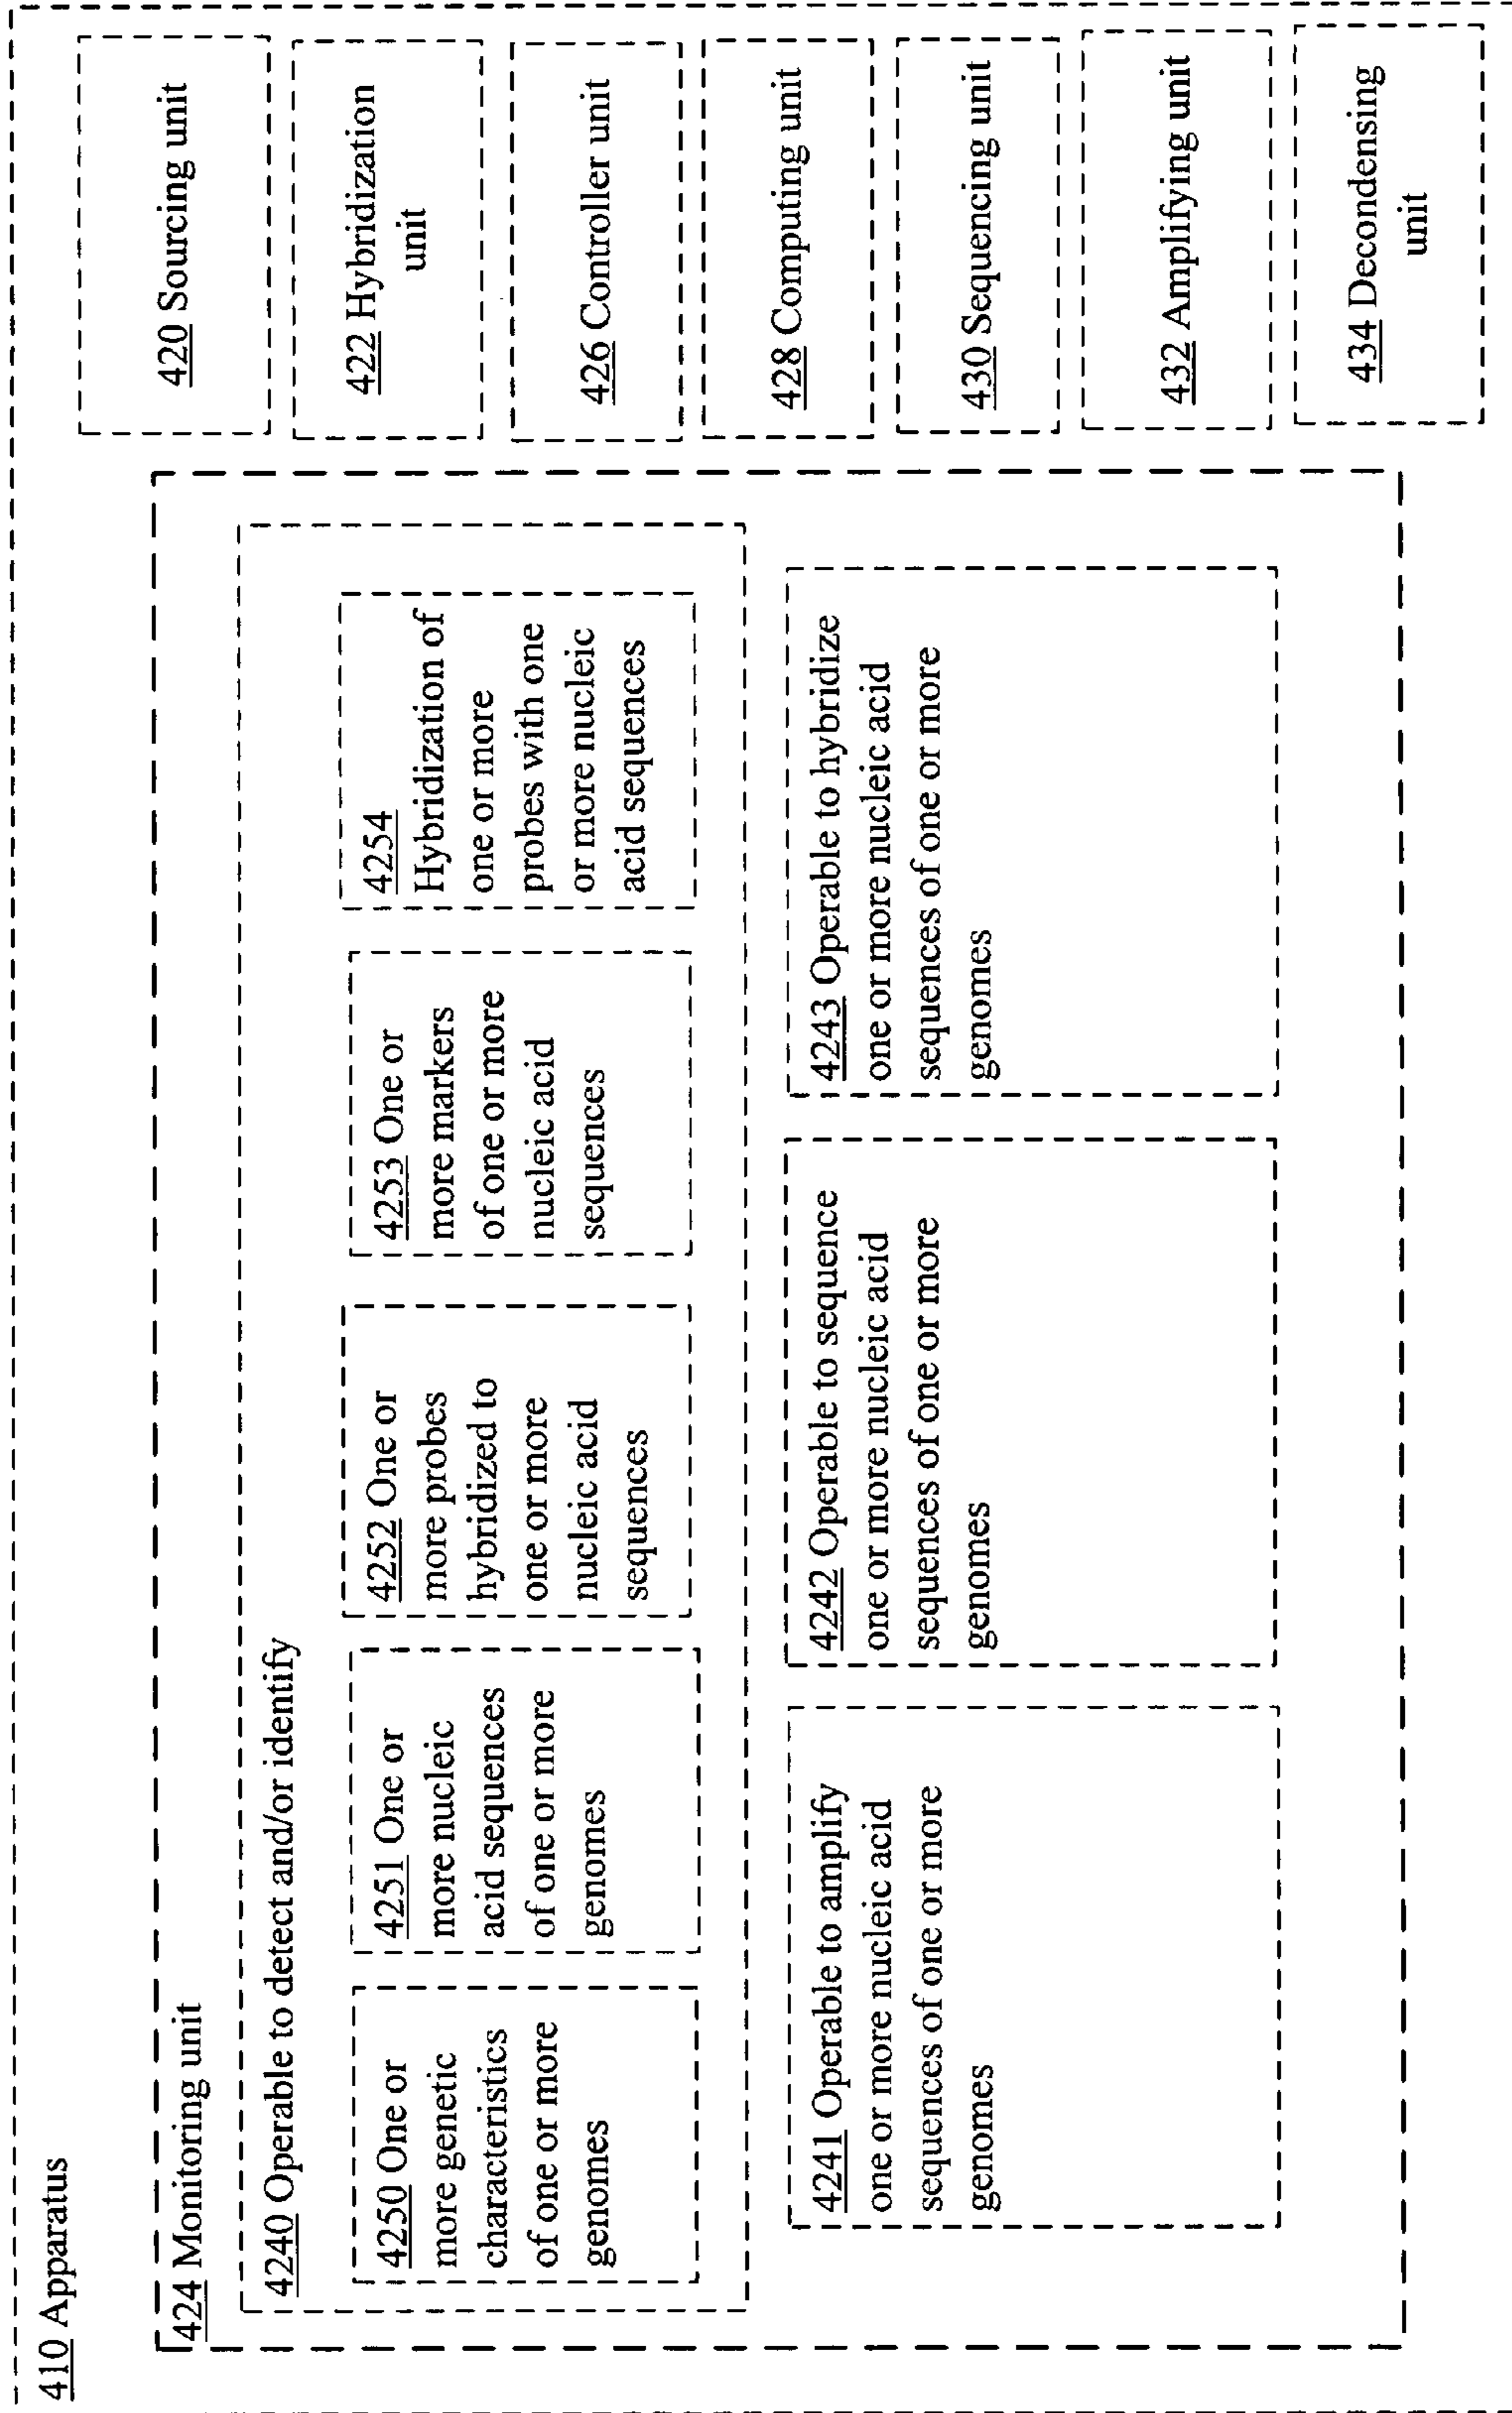 410 Apparatus
424 Monitoring unit
4240 Operable to detect and/or identify
4250 One or
more genetic
characteristics
of one or more
genomes
4251 One or
more nucleic
acid sequences
of one or more
genomes
4252 One or
more probes
hybridized to
one or more
nucleic acid
sequences
4253 One or
more markers
of one or more
nucleic acid
sequences
4254
Hybridization of
one or more
probes with one
or more nucleic
acid sequences
4241 Operable to amplify
one or more nucleic acid
sequences of one or more
genomes
4242 Operable to sequence
one or more nucleic acid
sequences of one or more
genomes
4243 Operable to hybridize
one or more nucleic acid
sequences of one or more
genomes
420 Sourcing unit
422 Hybridization
unit
426 Controller unit
428 Computing unit
430 Sequencing unit
432 Amplifying unit
434 Decondensing
unit